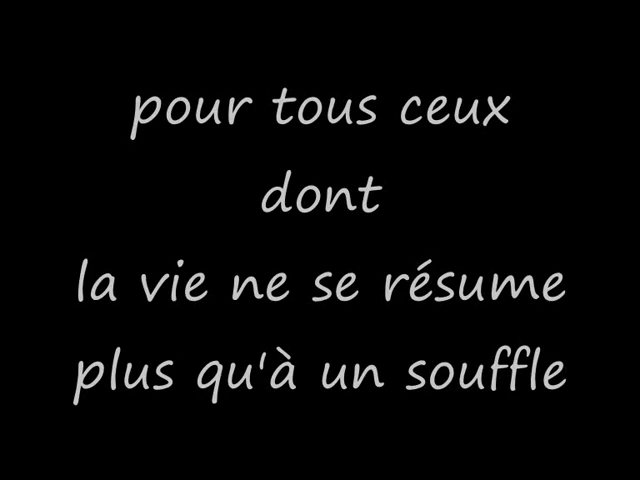 pour tous ceux
dont
la vie ne se résume
plus qu'à un souffle